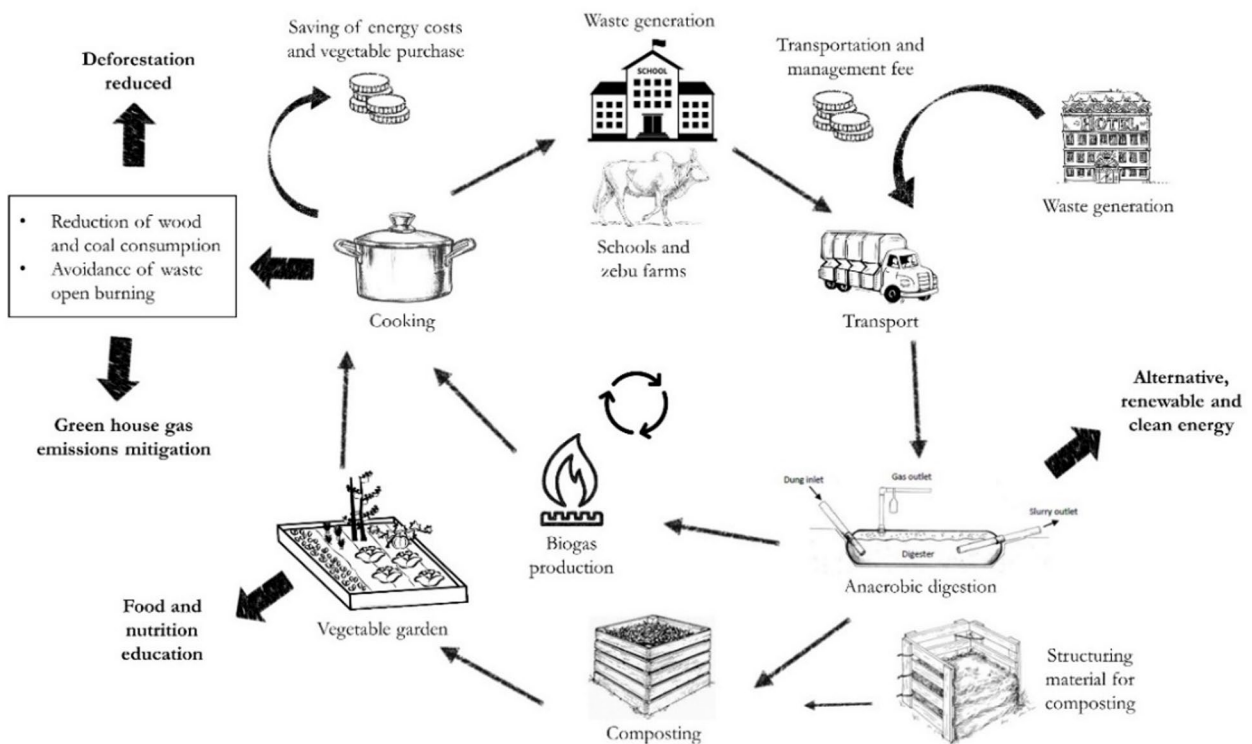 Saving of energy costs
and vegetable purchase
Waste generation
Transportation and
management fee
Deforestation
reduced
SCHOOL
HOTEL
Waste generation
• Reduction of wood
and coal consumption
• Avoidance of waste
open burning
Cooking
Schools and
zebu farms
Transport
Green house gas
emissions mitigation
Alternative,
renewable and
clean energy
Dung inlet
Gas outlet
Slurry outlet
Digester
Biogas
production
Anaerobic digestion
Food and
nutrition
education
Vegetable garden
Composting
Structuring
material for
composting